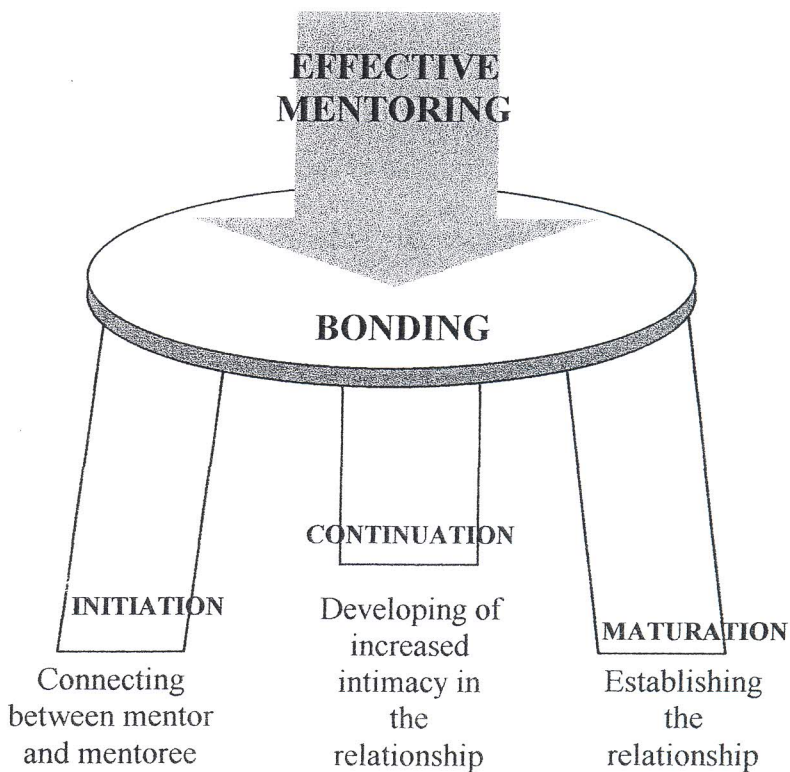 EFFECTIVE
MENTORING
BONDING
INITIATION
Connecting
between mentor
and mentoree
CONTINUATION
Developing of
increased
intimacy in
the
relationship
MATURATION
Establishing
the
relationship